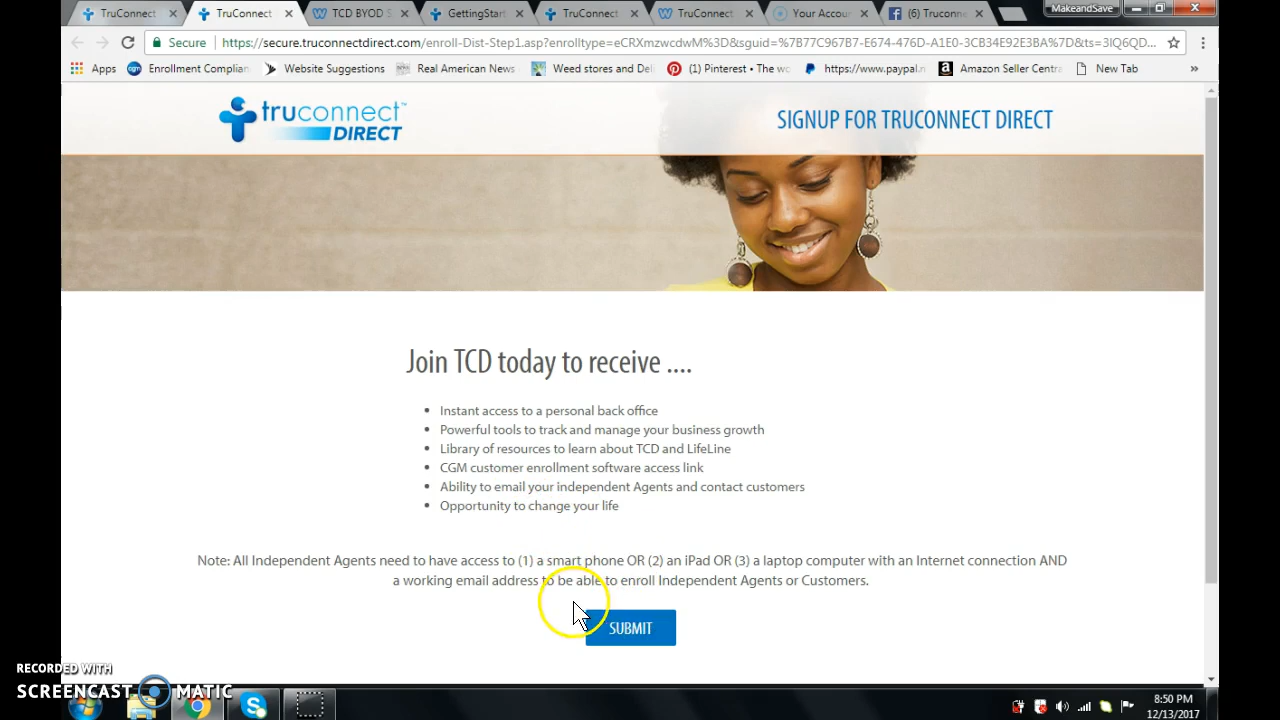 TruConnect
TruConnect
TCD BYOD S
GettingStart
TruConnect
TruConnect
Your Accoun
(6) Truconne
MakeandSave
Secure
https://secure.truconnectdirect.com/enroll-Dist-Step1.asp?enrolltype=eCRXmzwcdwM%3D&sguid=%7B77C967B7-E674-476D-A1E0-3CB34E92E3BA%7D&ts=3IQ6QD...
Apps
Enrollment Complian
Website Suggestions
Real American News
Weed stores and Del
(1) Pinterest • The wo
https://www.paypal.n
Amazon Seller Centra
New Tab
»
truconnect™
DIRECT
SIGNUP FOR TRUCONNECT DIRECT
Join TCD today to receive ....
• Instant access to a personal back office
• Powerful tools to track and manage your business growth
• Library of resources to learn about TCD and LifeLine
• CGM customer enrollment software access link
• Ability to email your independent Agents and contact customers
• Opportunity to change your life
Note: All Independent Agents need to have access to (1) a smart phone OR (2) an iPad OR (3) a laptop computer with an Internet connection AND
a working email address to be able to enroll Independent Agents or Customers.
SUBMIT
RECORDED WITH
SCREENCAST MATIC
8:50 PM
12/13/2017